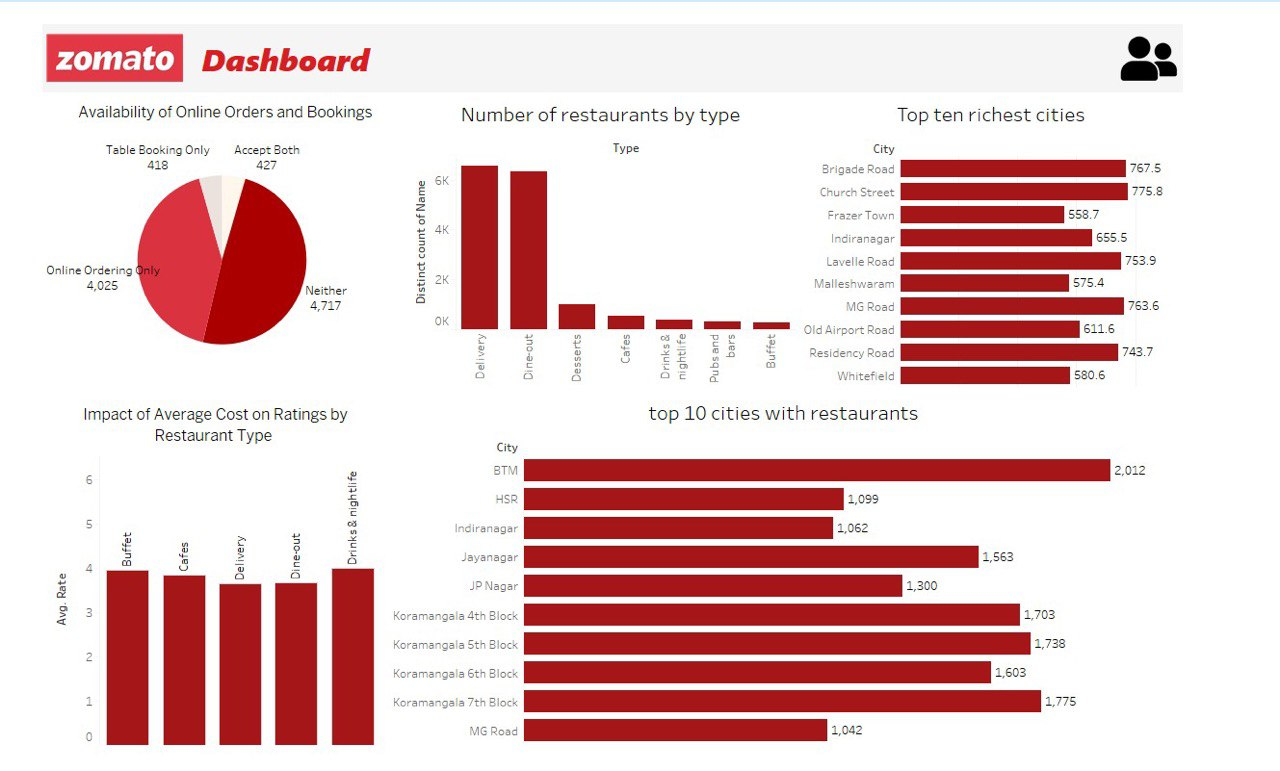 zomato Dashboard
Availability of Online Orders and Bookings
Table Booking Only
418
Accept Both
427
Online Ordering Only
4,025
Neither
4,717
Number of restaurants by type
Type
Distinct count of Name
6K
4K
2K
0K
Delivery
Dine-out
Desserts
Cafes
Drinks &
nightlife
Pubs and
bars
Buffet
Top ten richest cities
City
Brigade Road 767.5
Church Street 775.8
Frazer Town 558.7
Indiranagar 655.5
Lavelle Road 753.9
Malleshwaram 575.4
MG Road 763.6
Old Airport Road 611.6
Residency Road 743.7
Whitefield 580.6
Impact of Average Cost on Ratings by
Restaurant Type
Avg. Rate
6
5
4
3
2
1
0
Buffet
Cafes
Delivery
Dine-out
Drinks & nightlife
top 10 cities with restaurants
City
BTM 2,012
HSR 1,099
Indiranagar 1,062
Jayanagar 1,563
JP Nagar 1,300
Koramangala 4th Block 1,703
Koramangala 5th Block 1,738
Koramangala 6th Block 1,603
Koramangala 7th Block 1,775
MG Road 1,042